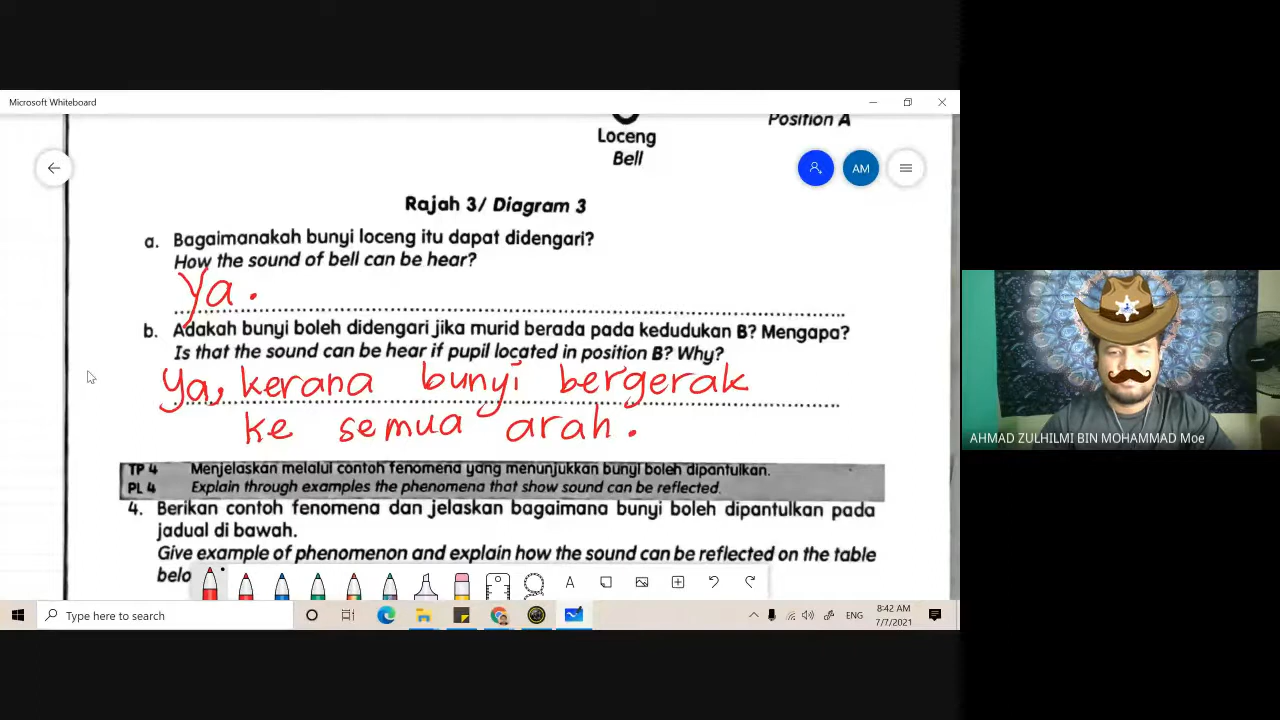 Microsoft Whiteboard
Position A
Loceng
Bell
AM
Rajah 3/ Diagram 3
a. Bagaimanakah bunyi loceng itu dapat didengari?
How the sound of bell can be hear?
Ya.
b. Adakah bunyi boleh didengari jika murid berada pada kedudukan B? Mengapa?
Is that the sound can be hear if pupil located in position B? Why?
Ya, kerana bunyi bergerak
ke semua arah.
TP 4 Menjelaskan melalui contoh fenomena yang menunjukkan bunyi boleh dipantulkan.
PL 4 Explain through examples the phenomena that show sound can be reflected.
4. Berikan contoh fenomena dan jelaskan bagaimana bunyi boleh dipantulkan pada
jadual di bawah.
Give example of phenomenon and explain how the sound can be reflected on the table
belo
AHMAD ZULHILMI BIN MOHAMMAD Moe
Type here to search
ENG
8:42 AM
7/7/2021